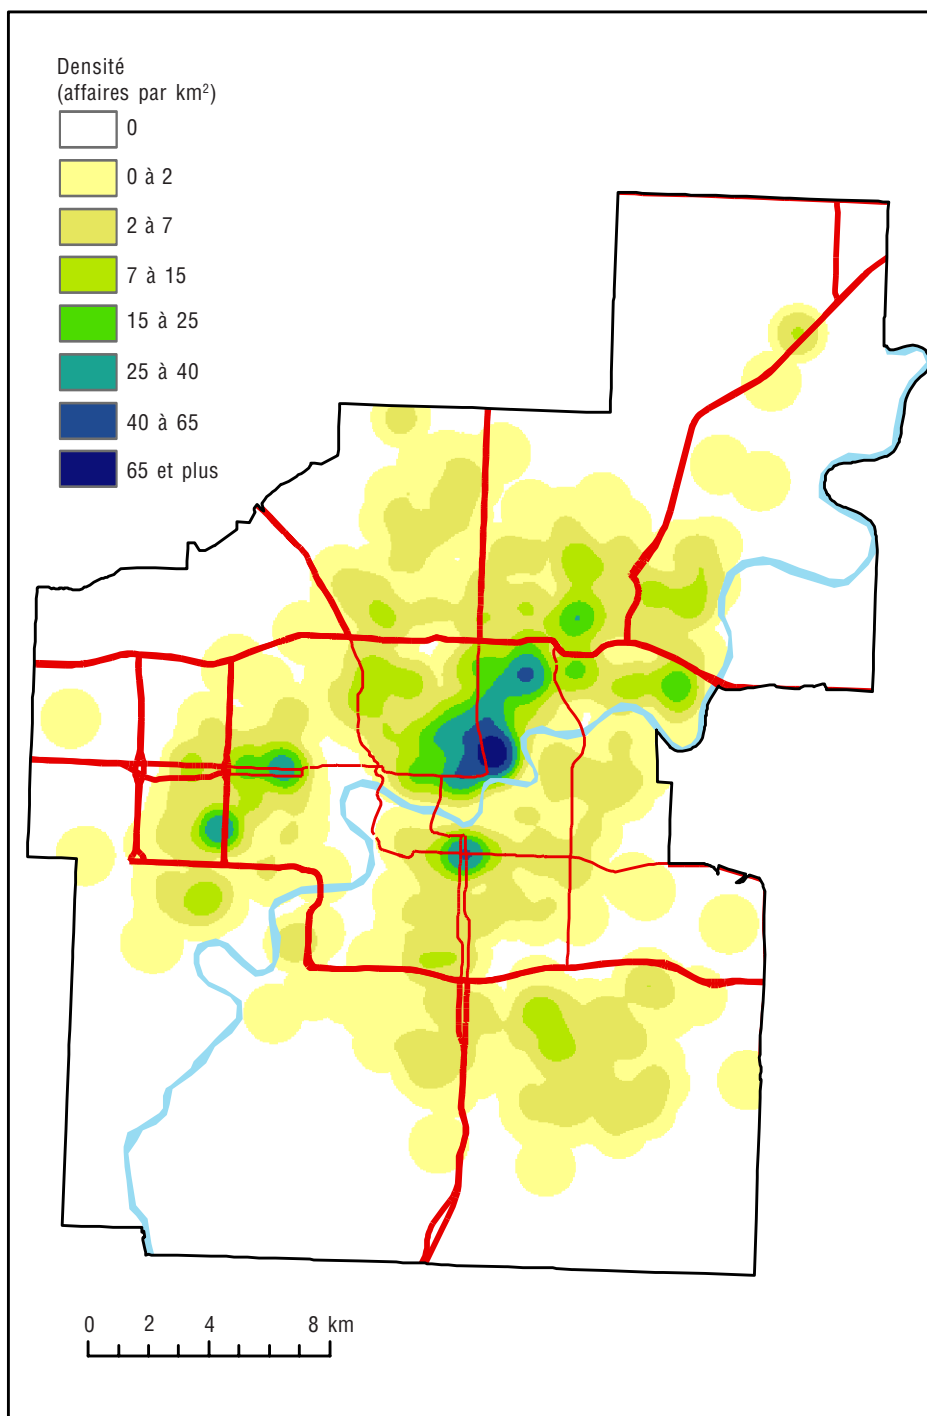 Densité
(affaires par km²)
0
0 à 2
2 à 7
7 à 15
15 à 25
25 à 40
40 à 65
65 et plus
0 2 4 8 km